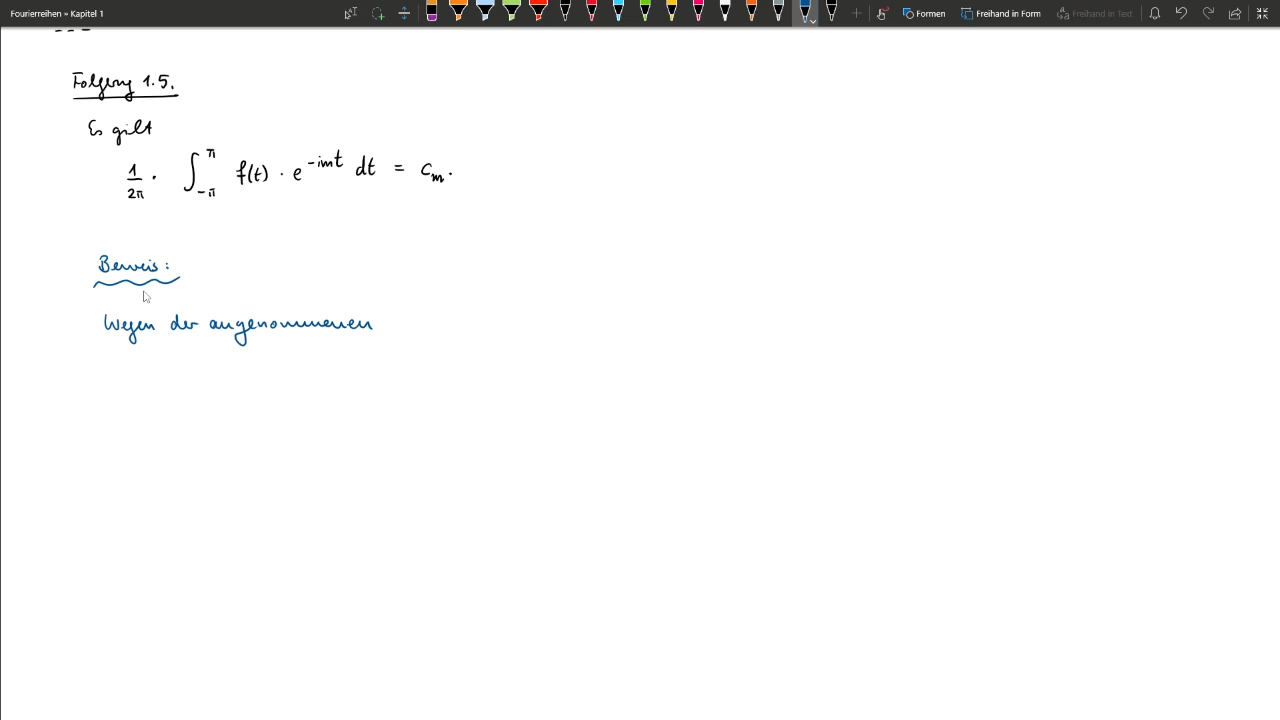 Fourierreihen » Kapitel 1
Formen
Freihand in Form
Freihand in Text
Folgerung 1.5.
Es gilt
1/2π · ∫_{-π}^{π} f(t) · e^{-imt} dt = c_m.
Beweis:
Wegen der angenommenen